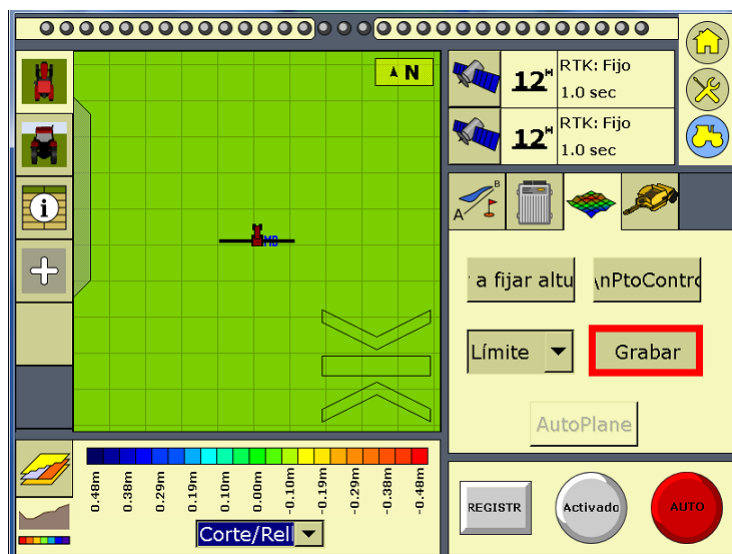 N
12"
RTK: Fijo
1.0 sec
12"
RTK: Fijo
1.0 sec
A B
i
MB
a fijar altu
\nPtoContro
Límite
Grabar
AutoPlane
0.48m
0.38m
0.29m
0.19m
0.10m
0.00m
-0.10m
-0.19m
-0.29m
-0.38m
-0.48m
Corte/Rell
REGISTR
Activado
AUTO